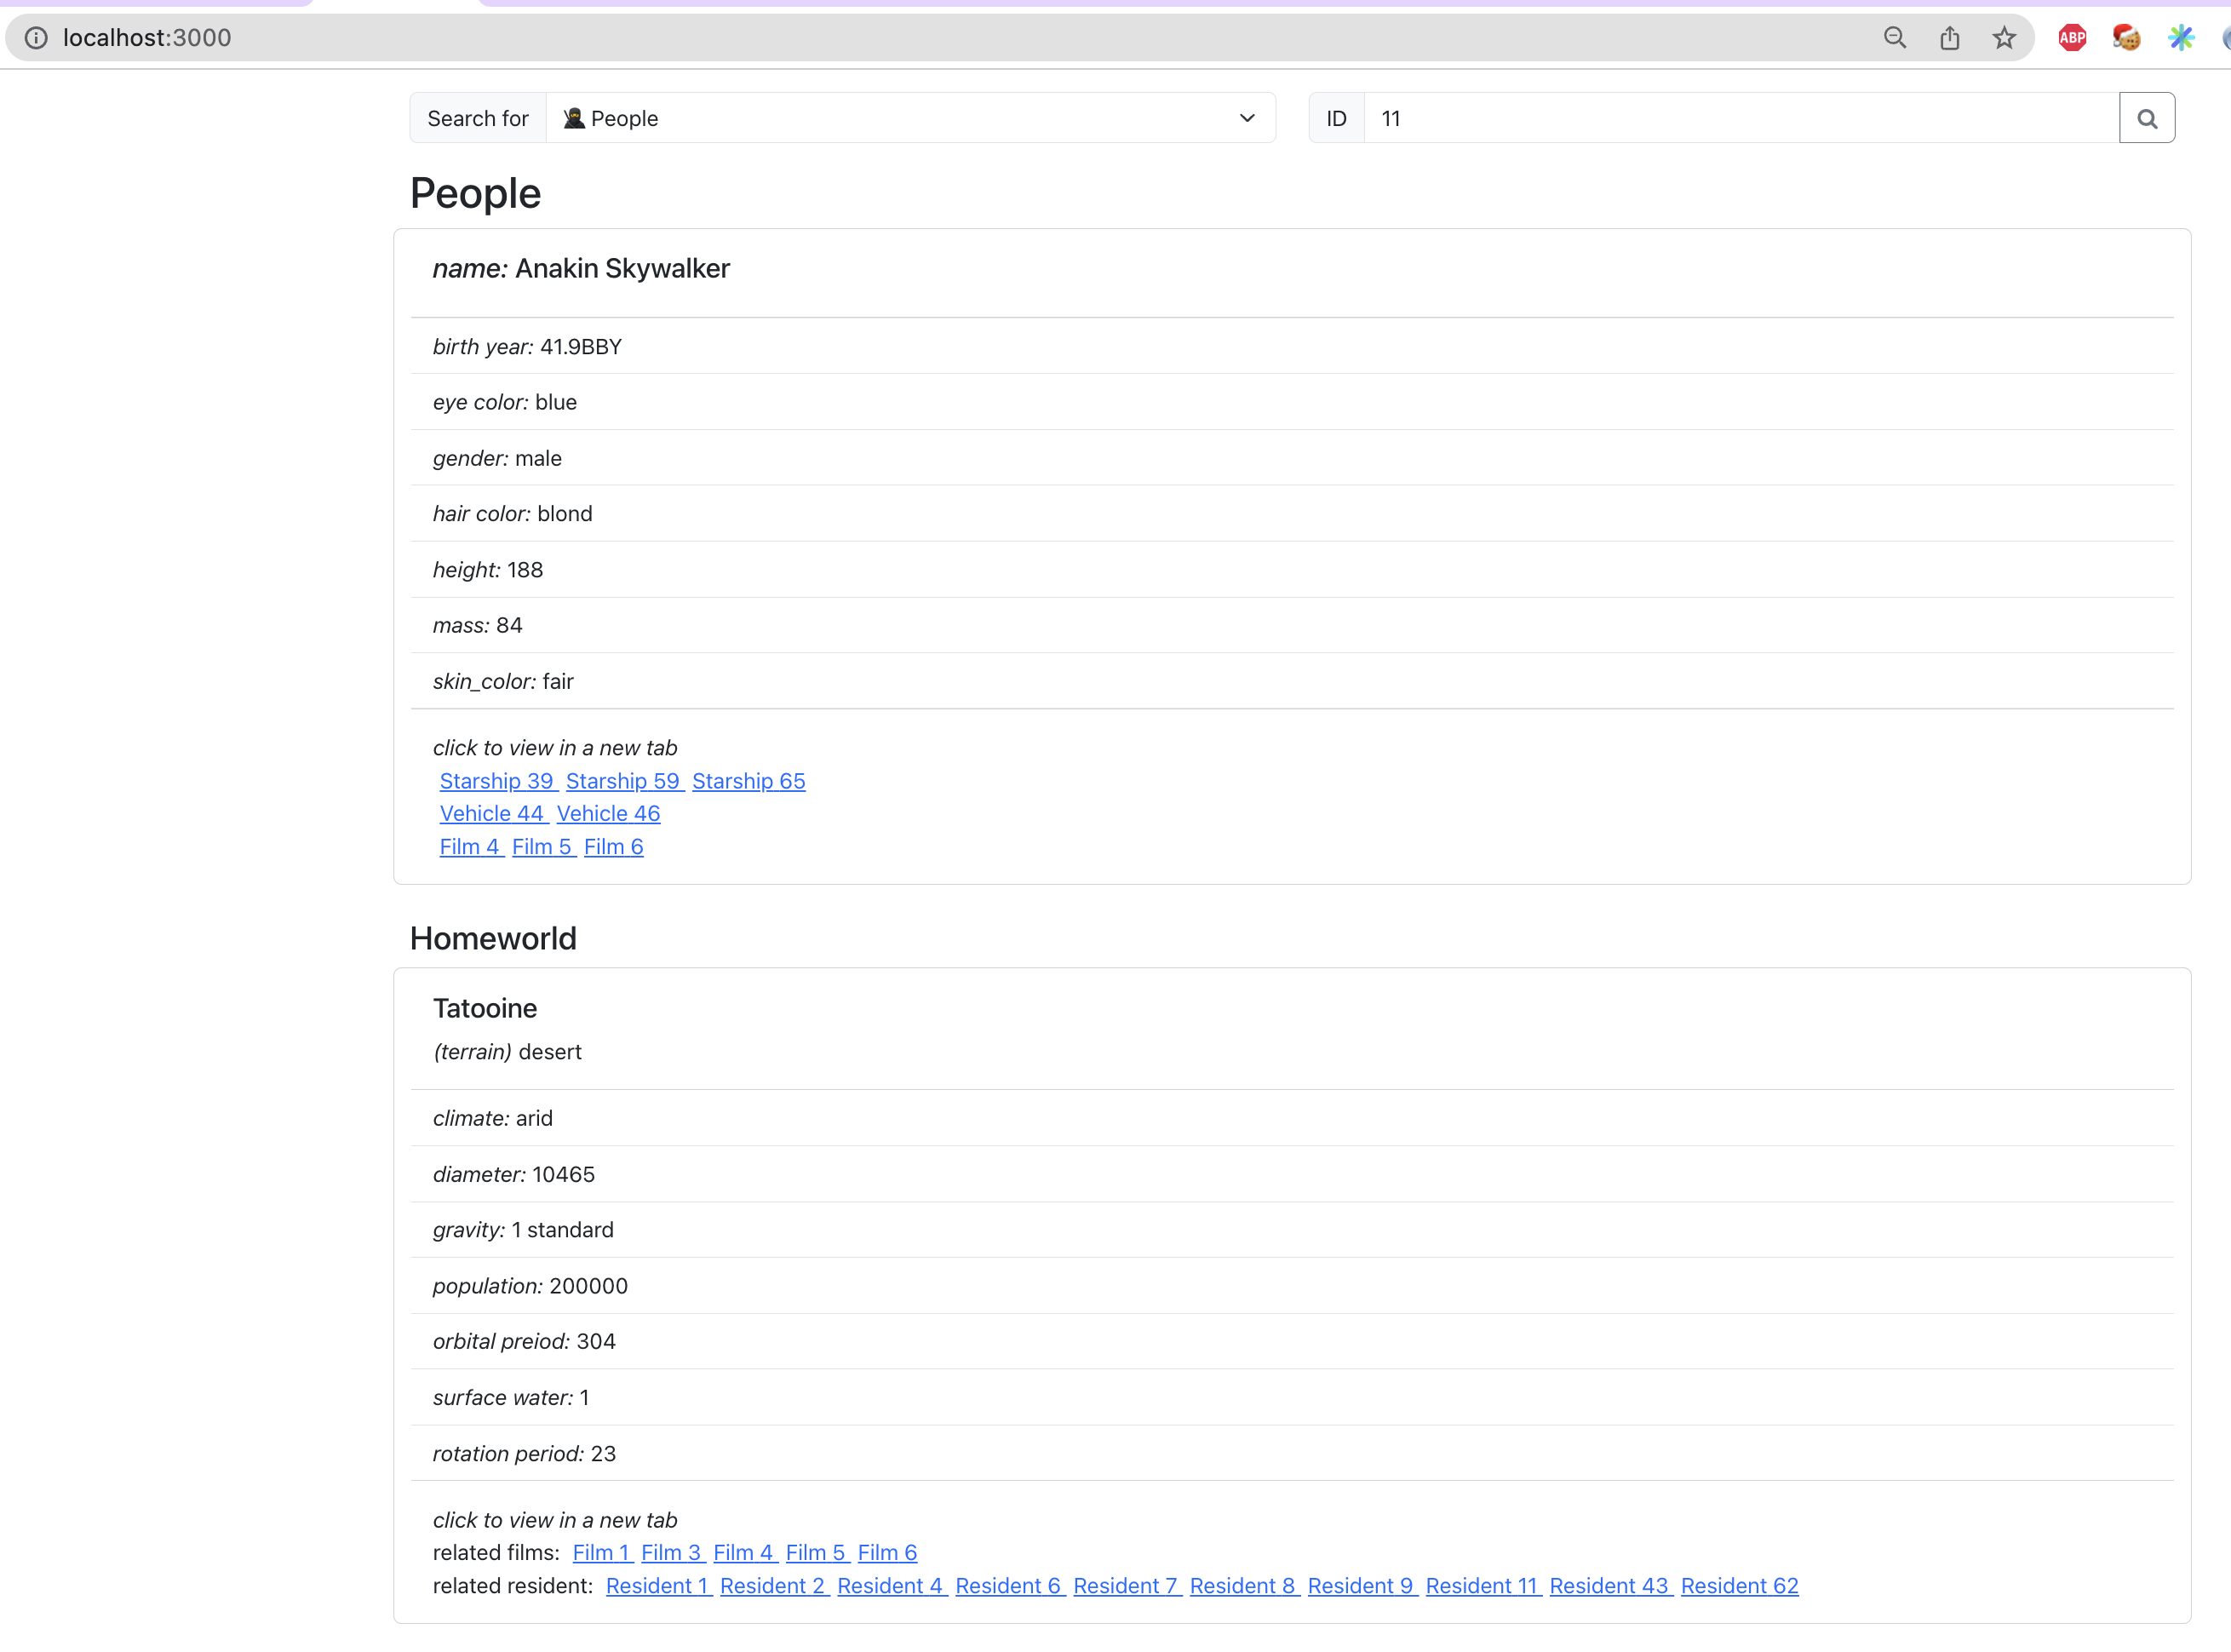 localhost:3000
ABP
Search for 🥷 People ID 11
People
name: Anakin Skywalker
birth year: 41.9BBY
eye color: blue
gender: male
hair color: blond
height: 188
mass: 84
skin_color: fair
click to view in a new tab
Starship 39 Starship 59 Starship 65
Vehicle 44 Vehicle 46
Film 4 Film 5 Film 6
Homeworld
Tatooine
(terrain) desert
climate: arid
diameter: 10465
gravity: 1 standard
population: 200000
orbital preiod: 304
surface water: 1
rotation period: 23
click to view in a new tab
related films: Film 1 Film 3 Film 4 Film 5 Film 6
related resident: Resident 1 Resident 2 Resident 4 Resident 6 Resident 7 Resident 8 Resident 9 Resident 11 Resident 43 Resident 62